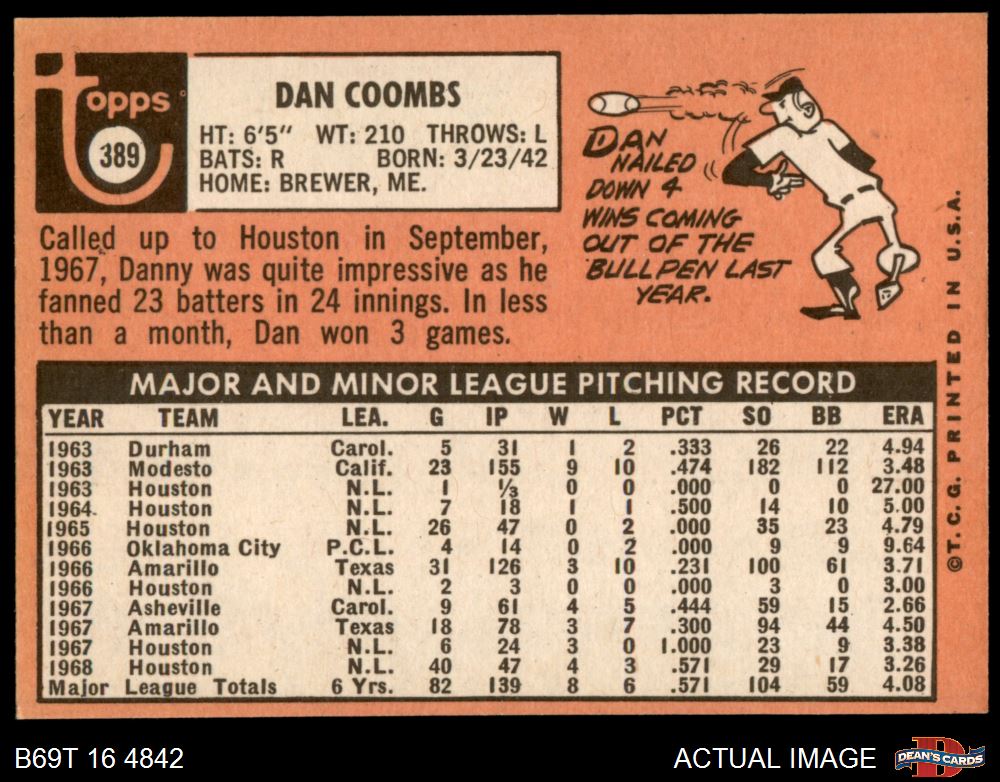 Topps
389
DAN COOMBS
HT: 6'5" WT: 210 THROWS: L
BATS: R BORN: 3/23/42
HOME: BREWER, ME.
DAN
NAILED
DOWN 4
WINS COMING
OUT OF THE
BULLPEN LAST
YEAR.
Called up to Houston in September,
1967, Danny was quite impressive as he
fanned 23 batters in 24 innings. In less
than a month, Dan won 3 games.
MAJOR AND MINOR LEAGUE PITCHING RECORD
YEAR TEAM LEA. G IP W L PCT SO BB ERA
1963 Durham Carol. 5 31 1 2 .333 26 22 4.94
1963 Modesto Calif. 23 155 9 10 .474 182 112 3.48
1963 Houston N.L. 1 ⅓ 0 0 .000 0 0 27.00
1964 Houston N.L. 7 18 1 1 .500 14 10 5.00
1965 Houston N.L. 26 47 0 2 .000 35 23 4.79
1966 Oklahoma City P.C.L. 4 14 0 2 .000 9 9 9.64
1966 Amarillo Texas 31 126 3 10 .231 100 61 3.71
1966 Houston N.L. 2 3 0 0 .000 3 0 3.00
1967 Asheville Carol. 9 61 4 5 .444 59 15 2.66
1967 Amarillo Texas 18 78 3 7 .300 94 44 4.50
1967 Houston N.L. 6 24 3 0 1.000 23 9 3.38
1968 Houston N.L. 40 47 4 3 .571 29 17 3.26
Major League Totals 6 Yrs. 82 139 8 6 .571 104 59 4.08
©T.C.G. PRINTED IN U.S.A.
B69T 16 4842
ACTUAL IMAGE
D
DEAN'S CARDS